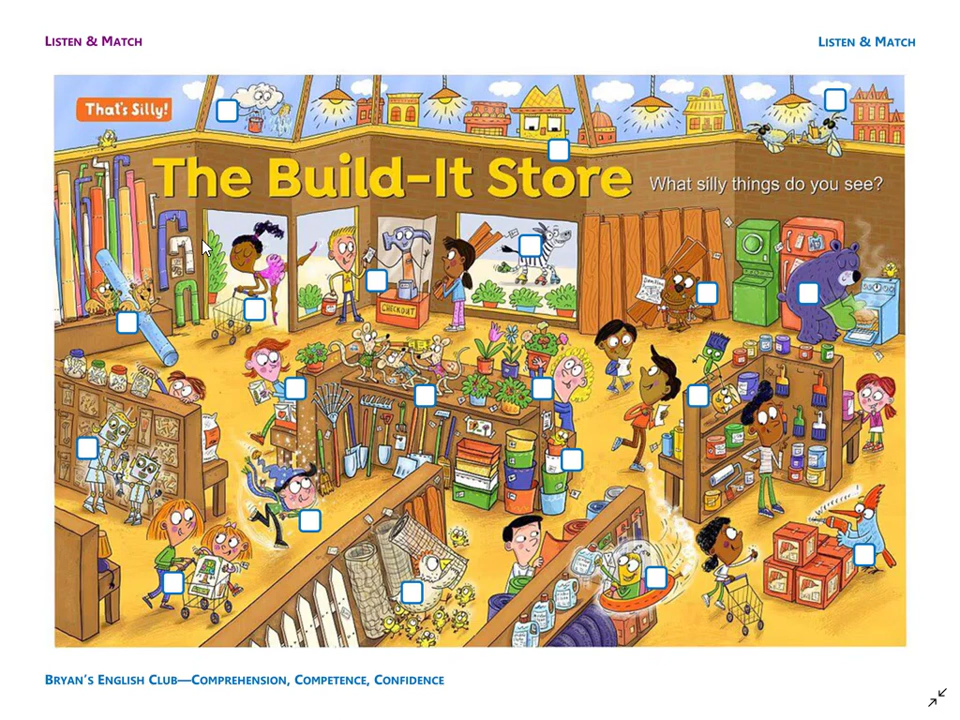 LISTEN & MATCH
LISTEN & MATCH
That's Silly!
The Build-It Store
What silly things do you see?
CHECKOUT
BRYAN'S ENGLISH CLUB—COMPREHENSION, COMPETENCE, CONFIDENCE